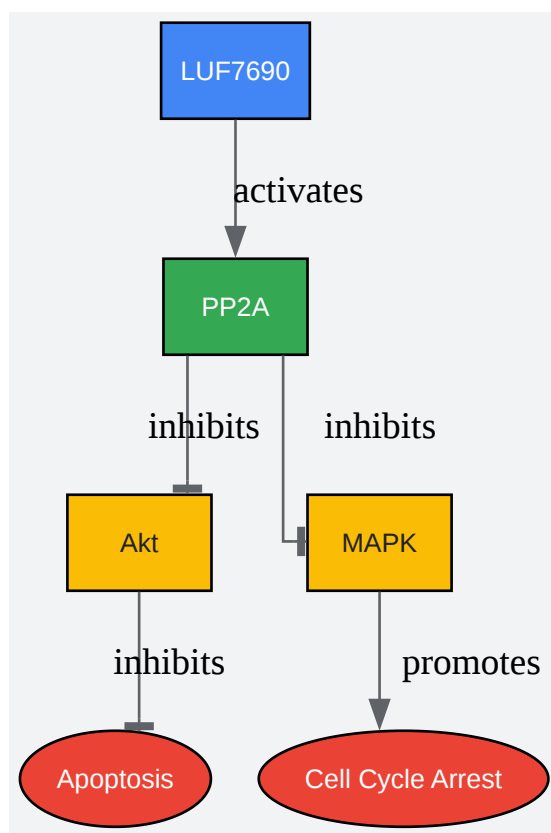 LUF7690
activates
PP2A
inhibits
inhibits
Akt
MAPK
inhibits
promotes
Apoptosis
Cell Cycle Arrest